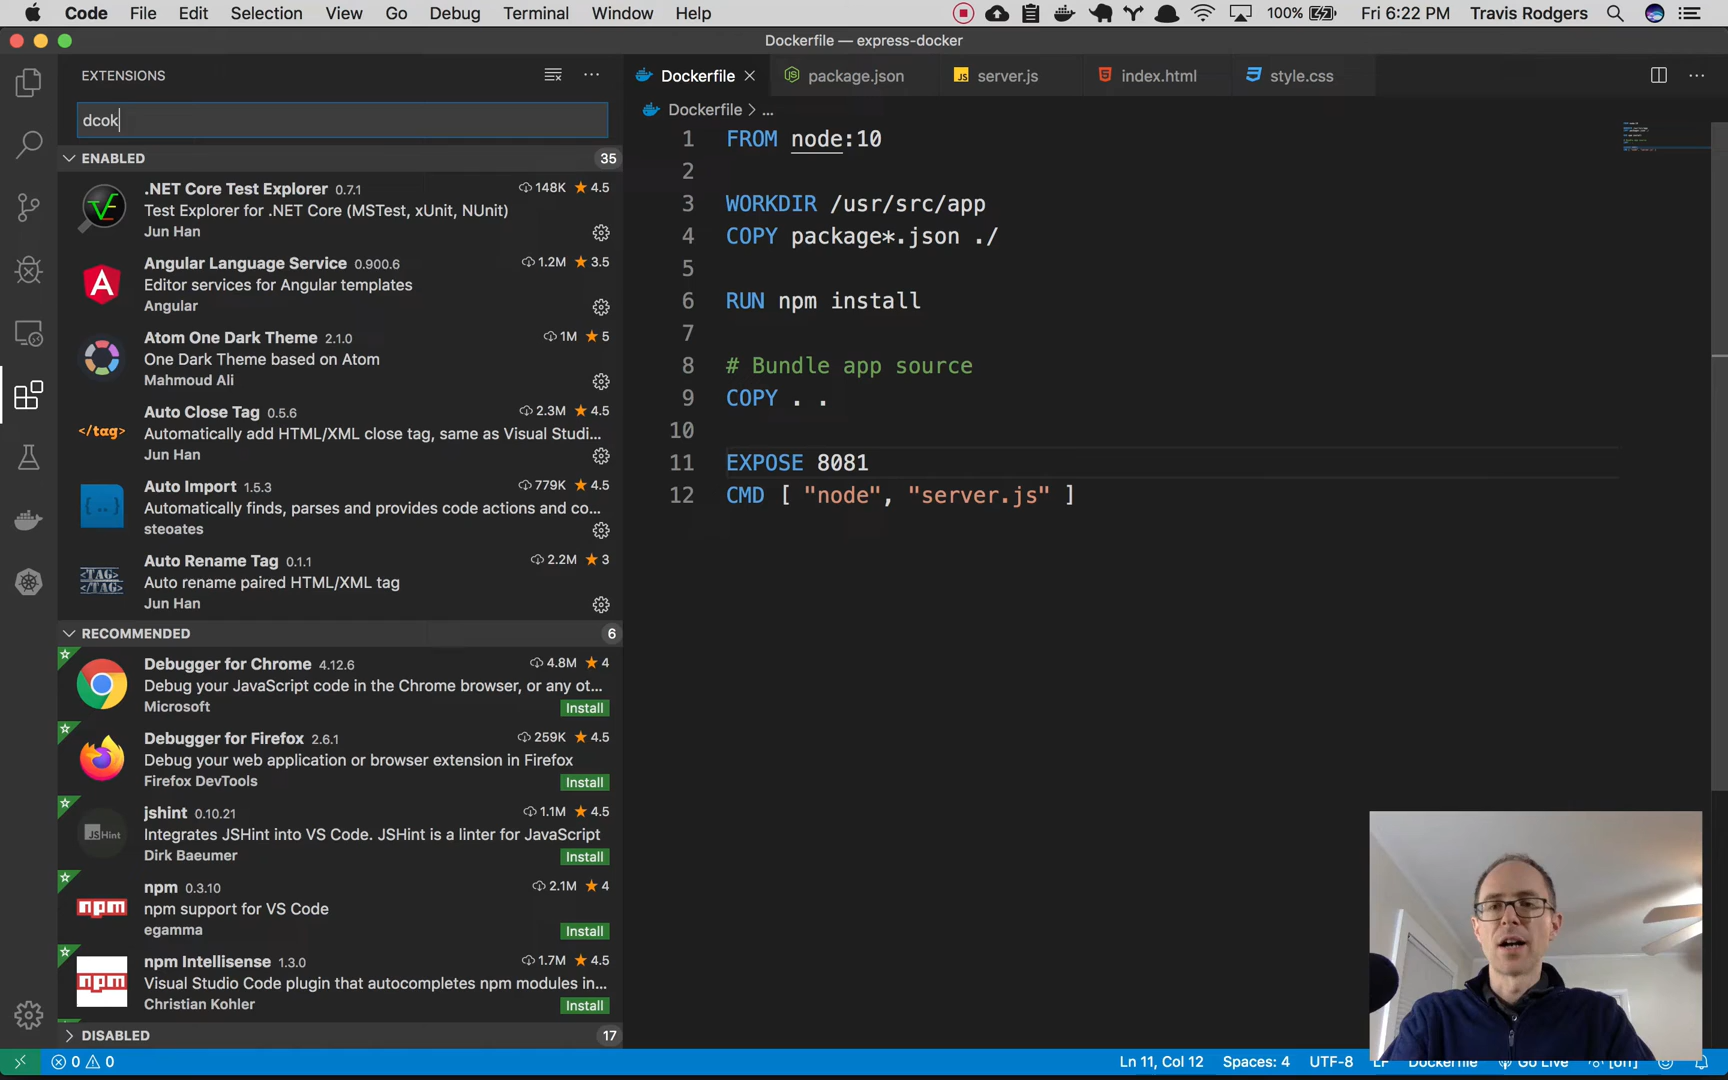 Code File Edit Selection View Go Debug Terminal Window Help 100% Fri 6:22 PM Travis Rodgers
Dockerfile — express-docker
EXTENSIONS
dcok
ENABLED 35
.NET Core Test Explorer 0.7.1 148K 4.5
Test Explorer for .NET Core (MSTest, xUnit, NUnit)
Jun Han
Angular Language Service 0.900.6 1.2M 3.5
Editor services for Angular templates
Angular
Atom One Dark Theme 2.1.0 1M 5
One Dark Theme based on Atom
Mahmoud Ali
</tag>
Auto Close Tag 0.5.6 2.3M 4.5
Automatically add HTML/XML close tag, same as Visual Studi...
Jun Han
Auto Import 1.5.3 779K 4.5
Automatically finds, parses and provides code actions and co...
steoates
<TAG>
</TAG>
Auto Rename Tag 0.1.1 2.2M 3
Auto rename paired HTML/XML tag
Jun Han
RECOMMENDED 6
Debugger for Chrome 4.12.6 4.8M 4
Debug your JavaScript code in the Chrome browser, or any ot...
Microsoft Install
Debugger for Firefox 2.6.1 259K 4.5
Debug your web application or browser extension in Firefox
Firefox DevTools Install
JSHint
jshint 0.10.21 1.1M 4.5
Integrates JSHint into VS Code. JSHint is a linter for JavaScript
Dirk Baeumer Install
npm
npm 0.3.10 2.1M 4
npm support for VS Code
egamma Install
npm
npm Intellisense 1.3.0 1.7M 4.5
Visual Studio Code plugin that autocompletes npm modules in...
Christian Kohler Install
DISABLED 17
Dockerfile package.json server.js index.html style.css
Dockerfile > ...
1 FROM node:10
2
3 WORKDIR /usr/src/app
4 COPY package*.json ./
5
6 RUN npm install
7
8 # Bundle app source
9 COPY . .
10
11 EXPOSE 8081
12 CMD [ "node", "server.js" ]
0 0 Ln 11, Col 12 Spaces: 4 UTF-8 LF Dockerfile Go Live [off]